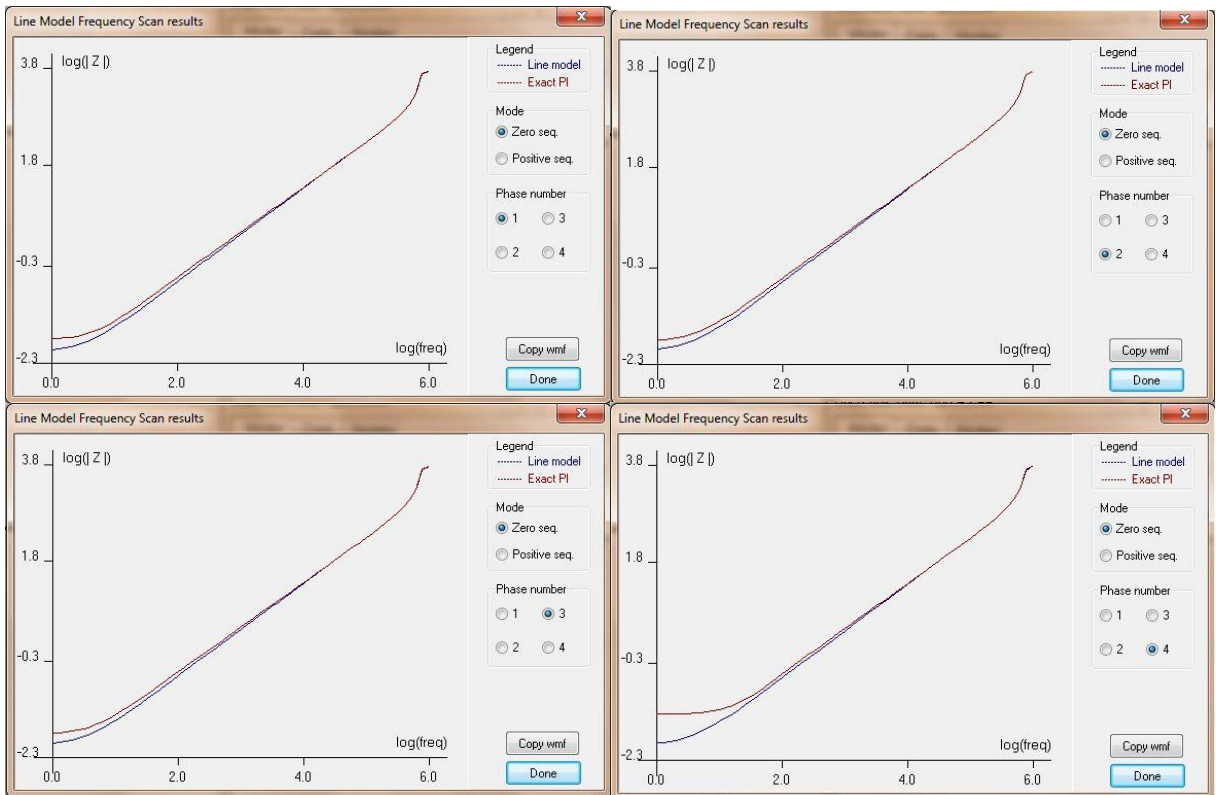 Line Model Frequency Scan results
log(| Z |)
3.8
1.8
-0.3
-2.3
0.0
2.0
4.0
6.0
log(freq)
Legend
Line model
Exact PI
Mode
Zero seq.
Positive seq.
Phase number
1
3
2
4
Copy wmf
Done
Line Model Frequency Scan results
log(| Z |)
3.8
1.8
-0.3
-2.3
0.0
2.0
4.0
6.0
log(freq)
Legend
Line model
Exact PI
Mode
Zero seq.
Positive seq.
Phase number
1
3
2
4
Copy wmf
Done
Line Model Frequency Scan results
log(| Z |)
3.8
1.8
-0.3
-2.3
0.0
2.0
4.0
6.0
log(freq)
Legend
Line model
Exact PI
Mode
Zero seq.
Positive seq.
Phase number
1
3
2
4
Copy wmf
Done
Line Model Frequency Scan results
log(| Z |)
3.8
1.8
-0.3
-2.3
0.0
2.0
4.0
6.0
log(freq)
Legend
Line model
Exact PI
Mode
Zero seq.
Positive seq.
Phase number
1
3
2
4
Copy wmf
Done